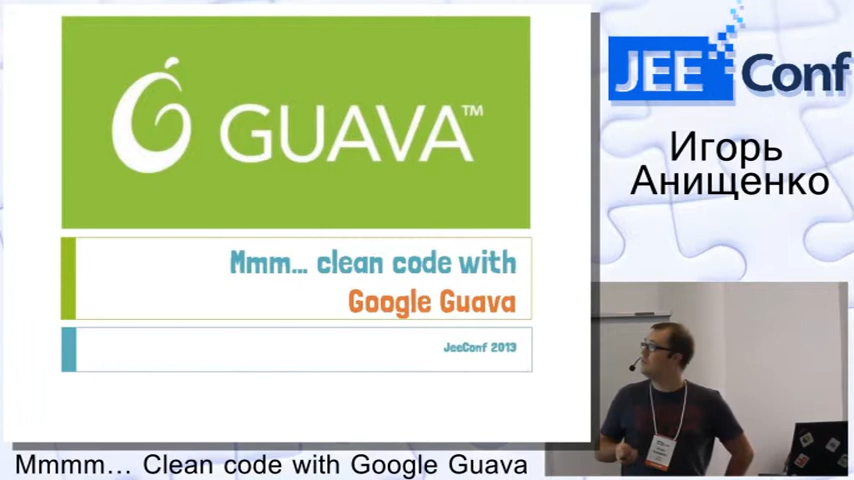 GUAVA™
Mmm... clean code with
Google Guava
JeeConf 2013
JEE Conf
Игорь
Анищенко
Mmmm... Clean code with Google Guava